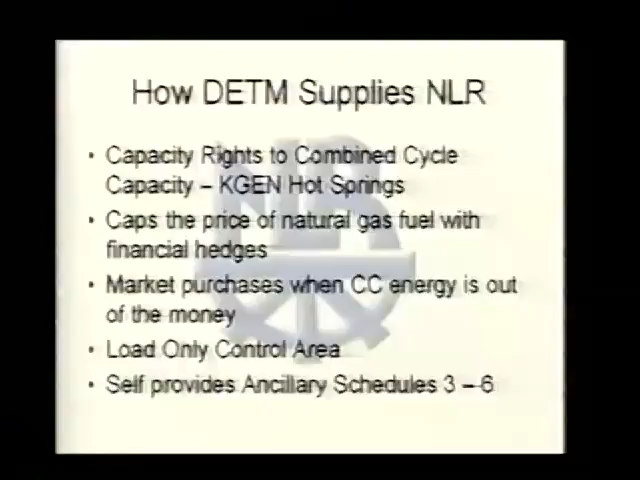 How DETM Supplies NLR
• Capacity Rights to Combined Cycle
Capacity – KGEN Hot Springs
• Caps the price of natural gas fuel with
financial hedges
• Market purchases when CC energy is out
of the money
• Load Only Control Area
• Self provides Ancillary Schedules 3 – 6
NLR